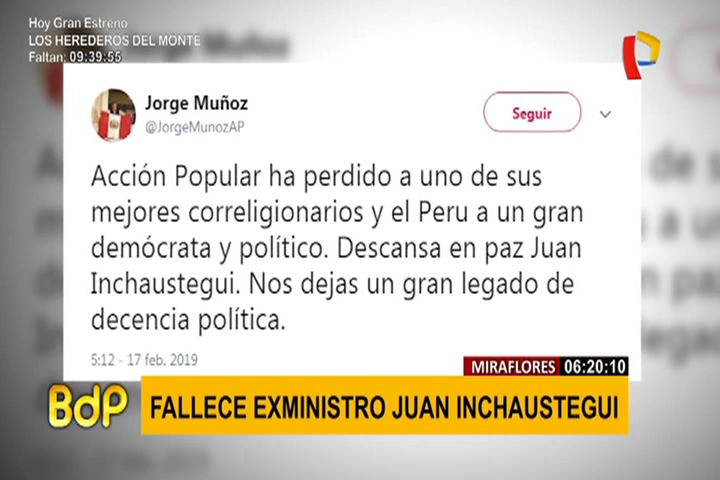 Hoy Gran Estreno
LOS HEREDEROS DEL MONTE
Faltan: 09:39:55
Jorge Muñoz
@JorgeMunozAP
Seguir
Acción Popular ha perdido a uno de sus
mejores correligionarios y el Peru a un gran
demócrata y político. Descansa en paz Juan
Inchaustegui. Nos dejas un gran legado de
decencia política.
5:12 - 17 feb. 2019
MIRAFLORES 06:20:10
BdP
FALLECE EXMINISTRO JUAN INCHAUSTEGUI